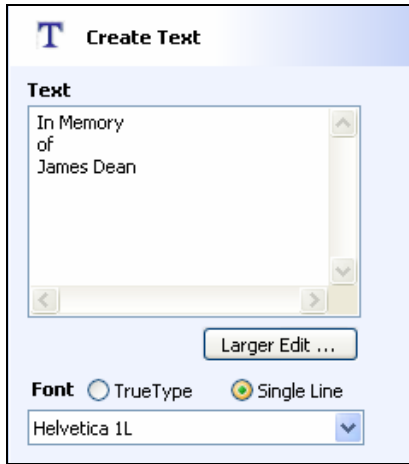 T Create Text
Text
In Memory
of
James Dean
Larger Edit ...
Font TrueType Single Line
Helvetica 1L